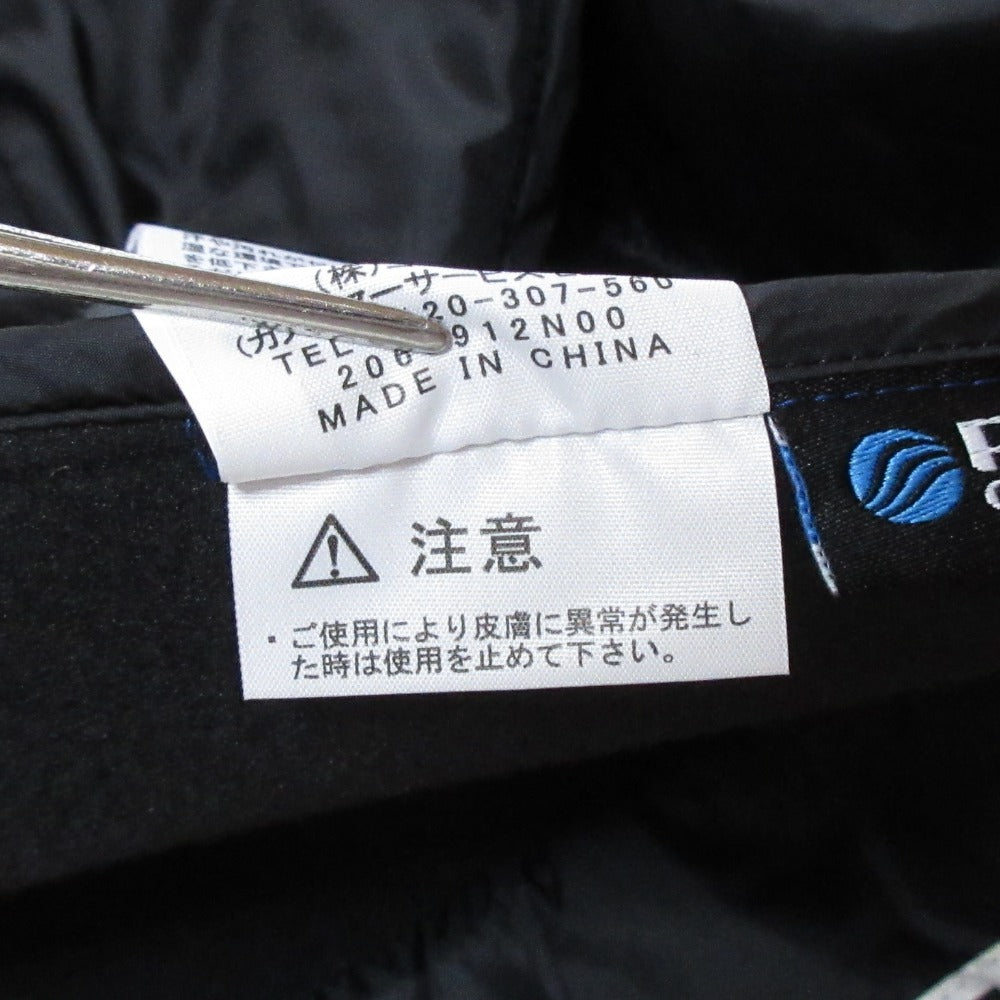 (株)
ーサービスセ
TEL 20-307-560
206 912N00
MADE IN CHINA
注意
・ご使用により皮膚に異常が発生し
た時は使用を止めて下さい。